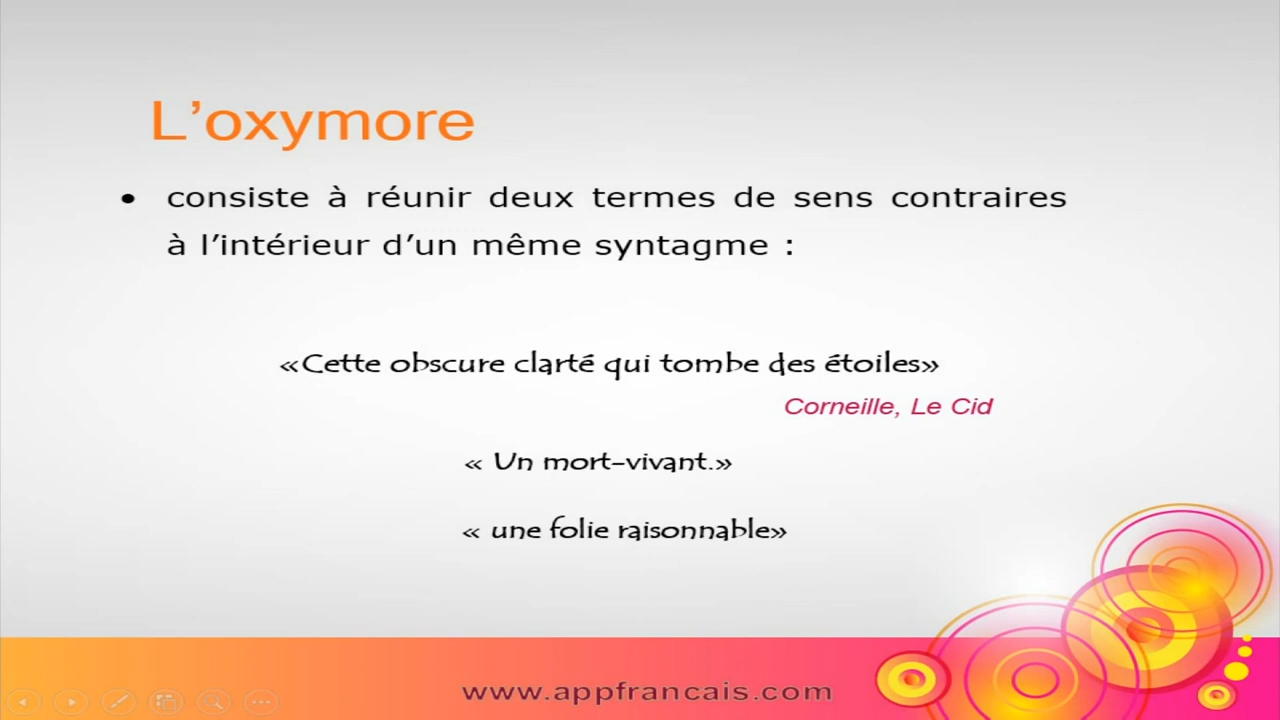 L’oxymore
• consiste à réunir deux termes de sens contraires
à l’intérieur d’un même syntagme :
«Cette obscure clarté qui tombe des étoiles»
Corneille, Le Cid
« Un mort-vivant.»
« une folie raisonnable»
www.appfrancais.com